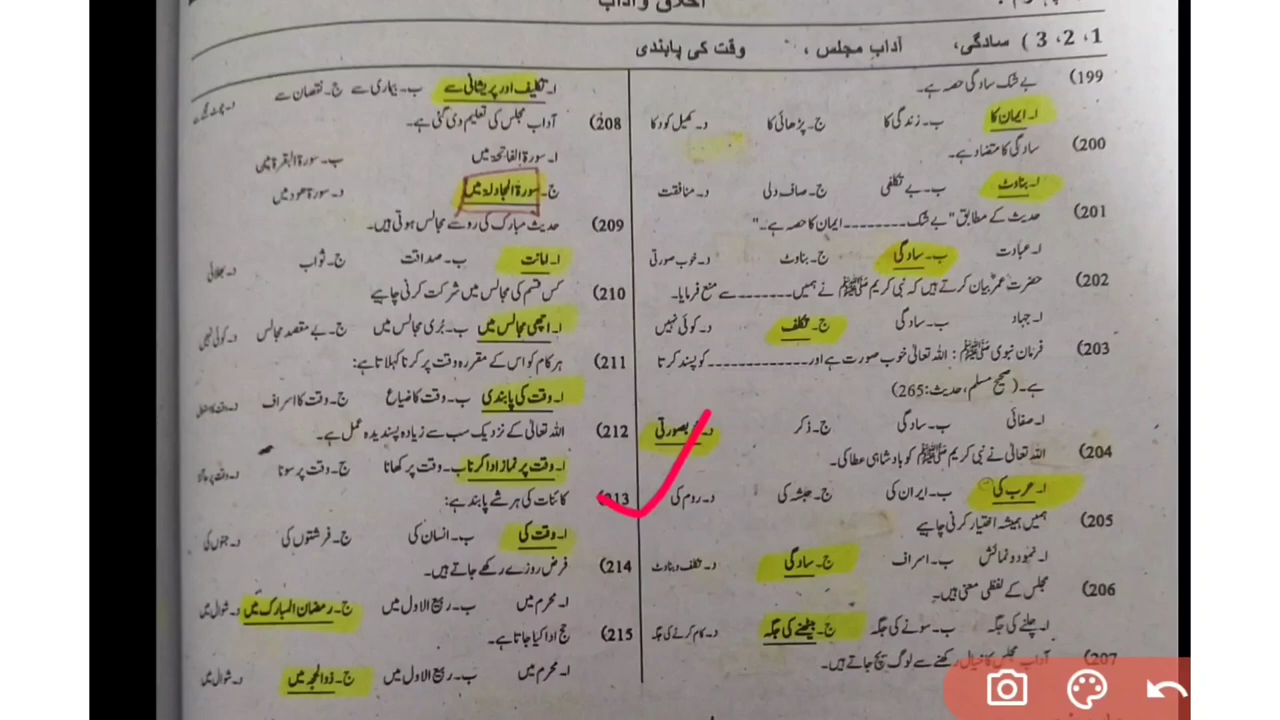 اخلاق و آداب
1، 2، 3 ) سادگی، آداب مجلس ، وقت کی پابندی
199) بے شک سادگی حصہ ہے۔
ا۔ ایمان کا ب۔ زندگی کا ج۔ پڑھائی کا د۔ کھیل کود کا
200) سادگی کا متضاد ہے۔
ا۔ بناوٹ ب۔ بے تکلفی ج۔ صاف دلی د۔ منافقت
201) حدیث کے مطابق "بے شک ۔۔۔۔۔۔۔۔ ایمان کا حصہ ہے۔"
ا۔ عبادت ب۔ سادگی ج۔ بناوٹ د۔ خوب صورتی
202) حضرت عمرؓ بیان کرتے ہیں کہ نبی کریم ﷺ نے ہمیں ۔۔۔۔۔۔۔ سے منع فرمایا۔
ا۔ جہاد ب۔ سادگی ج۔ تکلف د۔ کوئی نہیں
203) فرمان نبوی ﷺ : اللہ تعالیٰ خوب صورت ہے اور ۔۔۔۔۔۔۔۔۔۔۔۔ کو پسند کرتا
ہے۔ (صحیح مسلم، حدیث: 265)
ا۔ صفائی ب۔ سادگی ج۔ ذکر د۔ خوبصورتی
204) اللہ تعالیٰ نے نبی کریم ﷺ کو بادشاہی عطا کی۔
ا۔ عرب کی ب۔ ایران کی ج۔ حبشہ کی د۔ روم کی
205) ہمیں ہمیشہ اختیار کرنی چاہیے
ا۔ نمود و نمائش ب۔ اسراف ج۔ سادگی د۔ تکلف و بناوٹ
206) مجلس کے لفظی معنی ہیں۔
ا۔ چلنے کی جگہ ب۔ سونے کی جگہ ج۔ بیٹھنے کی جگہ د۔ کام کرنے کی جگہ
207) آداب مجلس کا خیال رکھنے سے لوگ بچ جاتے ہیں۔
ا۔ تکلیف اور پریشانی سے ب۔ بیماری سے ج۔ نقصان سے
208) آداب مجلس کی تعلیم دی گئی ہے۔
ا۔ سورۃ الفاتحہ میں ب۔ سورۃ البقرۃ میں
ج۔ سورۃ المجادلۃ میں د۔ سورۃ ھود میں
209) حدیث مبارک کی رو سے مجالس ہوتی ہیں۔
ا۔ امانت ب۔ صداقت ج۔ ثواب د۔ بھلائی
210) کس قسم کی مجالس میں شرکت کرنی چاہیے
ا۔ اچھی مجالس میں ب۔ بُری مجالس میں ج۔ بے مقصد مجالس د۔ کوئی نہیں
211) ہر کام کو اس کے مقررہ وقت پر کرنا کہلاتا ہے:
ا۔ وقت کی پابندی ب۔ وقت کا ضیاع ج۔ وقت کا اسراف
212) اللہ تعالیٰ کے نزدیک سب سے زیادہ پسندیدہ عمل ہے۔
ا۔ وقت پر نماز ادا کرنا ب۔ وقت پر کھانا ج۔ وقت پر سونا
213) کائنات کی ہر شے پابند ہے:
ا۔ وقت کی ب۔ انسان کی ج۔ فرشتوں کی د۔ جنوں کی
214) فرض روزے رکھے جاتے ہیں۔
ا۔ محرم میں ب۔ ربیع الاول میں ج۔ رمضان المبارک میں د۔ شوال میں
215) حج ادا کیا جاتا ہے۔
ا۔ محرم میں ب۔ ربیع الاول میں ج۔ ذوالحجہ میں د۔ شوال میں